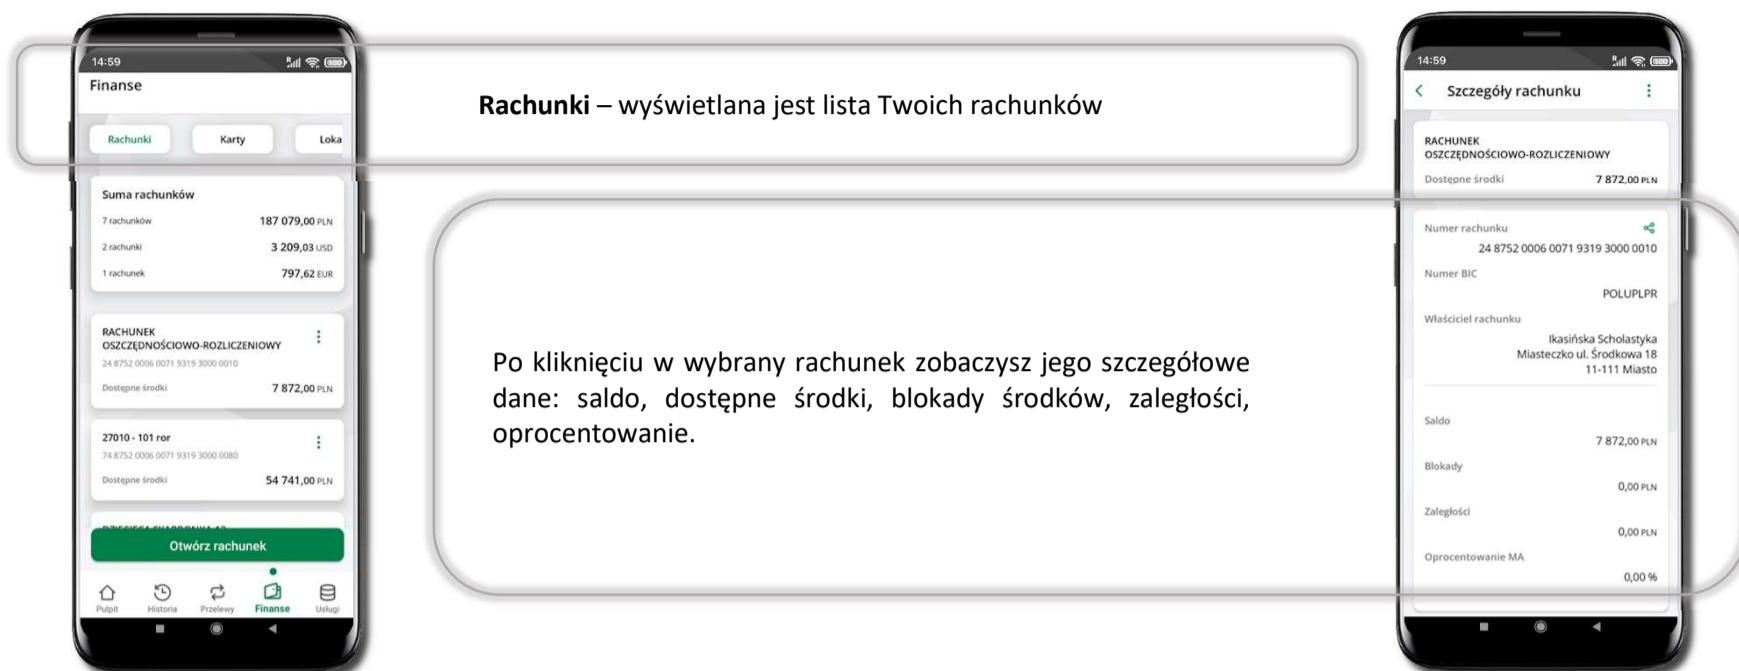 14:59
Finanse
Rachunki Karty Loka
Suma rachunków
7 rachunków 187 079,00 PLN
2 rachunki 3 209,03 USD
1 rachunek 797,62 EUR
RACHUNEK
OSZCZĘDNOŚCIOWO-ROZLICZENIOWY
24 8752 0006 0071 9319 3000 0010
Dostępne środki 7 872,00 PLN
27010 - 101 ror
74 8752 0006 0071 9319 3000 0080
Dostępne środki 54 741,00 PLN
Otwórz rachunek
Pulpit Historia Przelewy Finanse Usługi
Rachunki – wyświetlana jest lista Twoich rachunków
Po kliknięciu w wybrany rachunek zobaczysz jego szczegółowe
dane: saldo, dostępne środki, blokady środków, zaległości,
oprocentowanie.
14:59
Szczegóły rachunku
RACHUNEK
OSZCZĘDNOŚCIOWO-ROZLICZENIOWY
Dostępne środki 7 872,00 PLN
Numer rachunku
24 8752 0006 0071 9319 3000 0010
Numer BIC
POLUPLPR
Właściciel rachunku
Ikasińska Scholastyka
Miasteczko ul. Środkowa 18
11-111 Miasto
Saldo
7 872,00 PLN
Blokady
0,00 PLN
Zaległości
0,00 PLN
Oprocentowanie MA
0,00 %